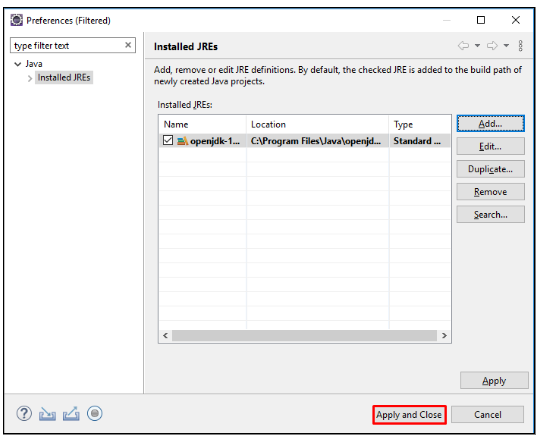 Preferences (Filtered)
type filter text
Java
Installed JREs
Installed JREs
Add, remove or edit JRE definitions. By default, the checked JRE is added to the build path of
newly created Java projects.
Installed JREs:
Name Location Type
openjdk-1... C:\Program Files\Java\openjd... Standard ...
Add...
Edit...
Duplicate...
Remove
Search...
Apply
Apply and Close
Cancel